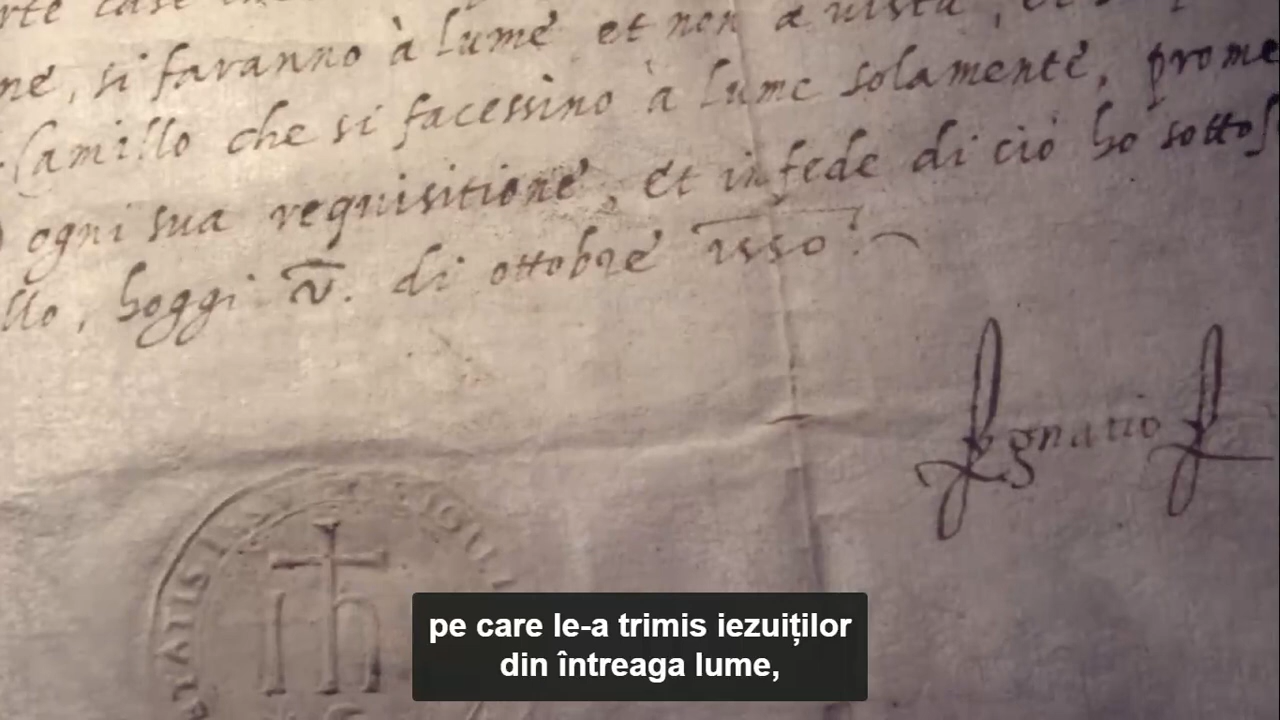 si faranno à lume et non à vista
Camillo che si facessino à lume solamente, prome
ogni sua requisitione, et in fede di ciò ho sottos
llo, hoggi v. di ottobre 1550.
Ignatio
IH
pe care le-a trimis iezuiților
din întreaga lume,